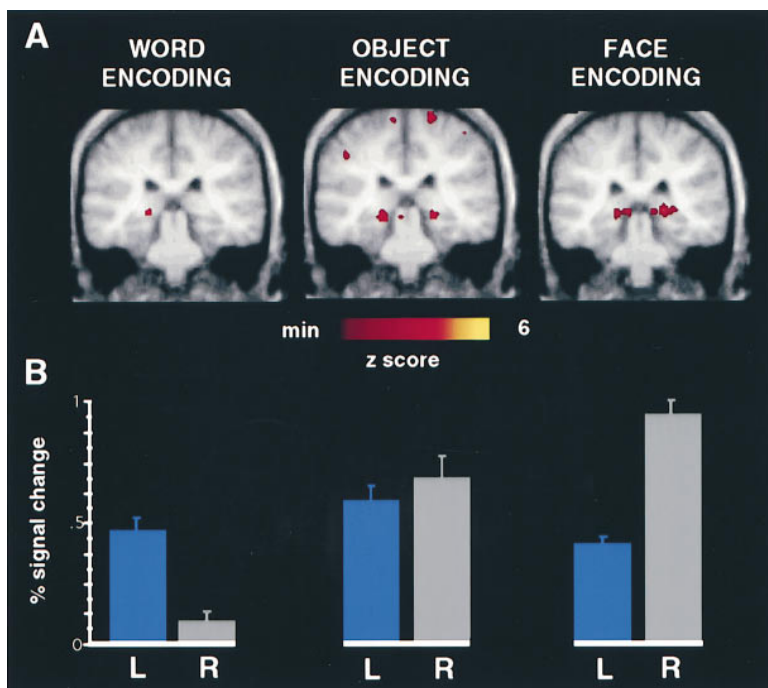 A
WORD
ENCODING
OBJECT
ENCODING
FACE
ENCODING
min
6
z score
B
% signal change
1
.5
0
L
R
L
R
L
R